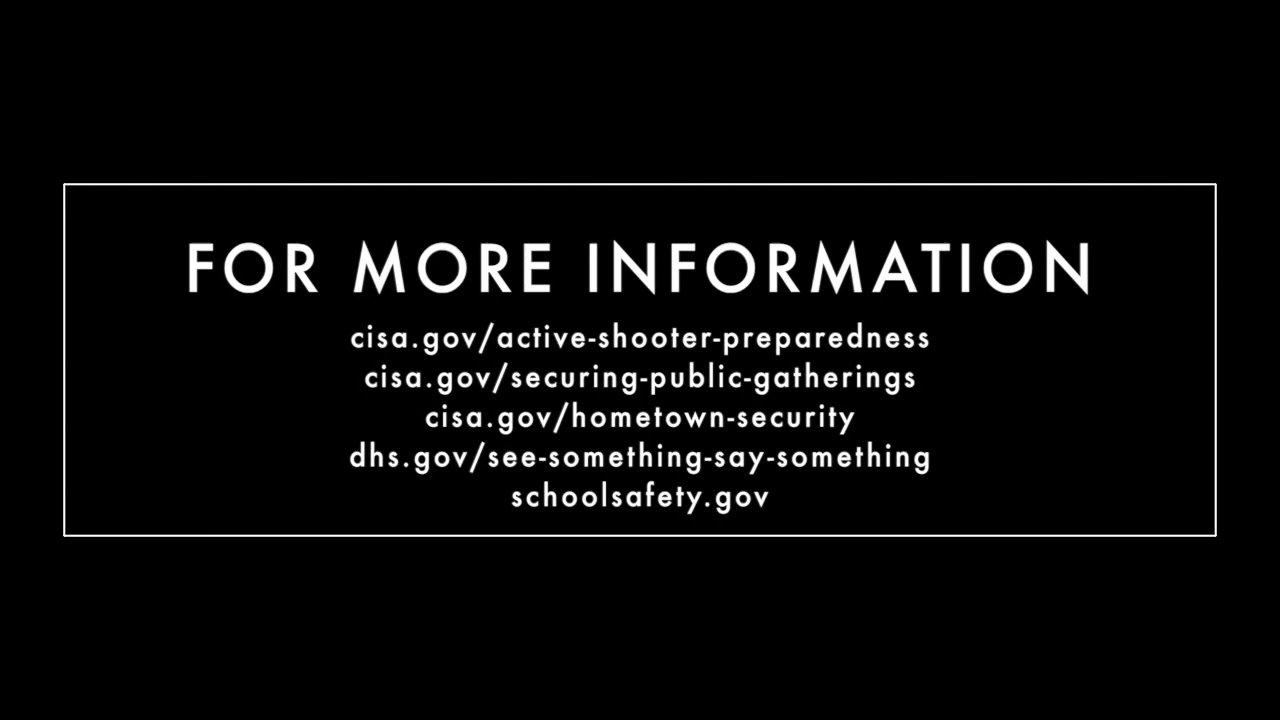 FOR MORE INFORMATION
cisa.gov/active-shooter-preparedness
cisa.gov/securing-public-gatherings
cisa.gov/hometown-security
dhs.gov/see-something-say-something
schoolsafety.gov